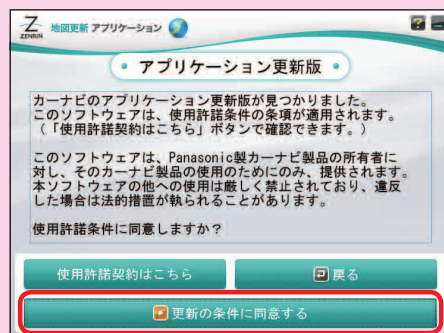 ZENRIN 地図更新 アプリケーション
アプリケーション更新版
カーナビのアプリケーション更新版が見つかりました。
このソフトウェアは、使用許諾条件の条項が適用されます。
（「使用許諾契約はこちら」ボタンで確認できます。）
このソフトウェアは、Panasonic製カーナビ製品の所有者に
対し、そのカーナビ製品の使用のためにのみ、提供されます。
本ソフトウェアの他への使用は厳しく禁止されており、違反
した場合は法的措置が執られることがあります。
使用許諾条件に同意しますか？
使用許諾契約はこちら 戻る
更新の条件に同意する